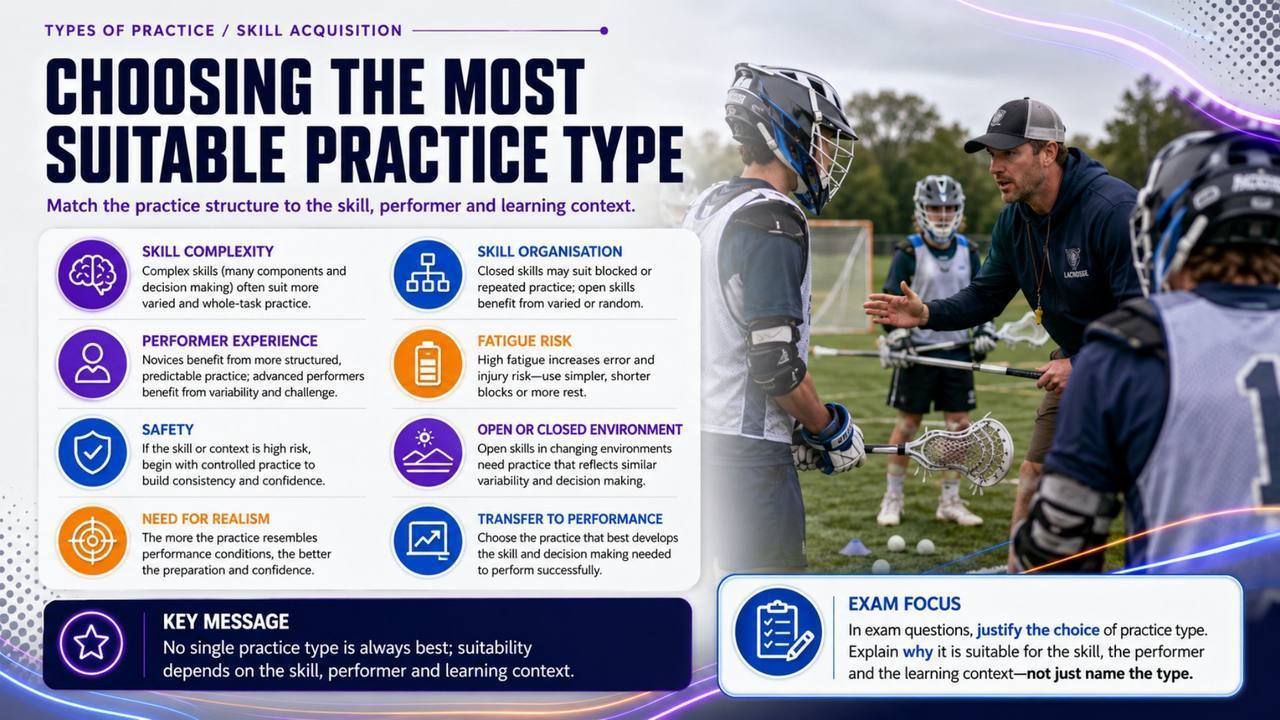 TYPES OF PRACTICE / SKILL ACQUISITION
CHOOSING THE MOST
SUITABLE PRACTICE TYPE
Match the practice structure to the skill, performer and learning context.
SKILL COMPLEXITY
Complex skills (many components and
decision making) often suit more
varied and whole-task practice.
SKILL ORGANISATION
Closed skills may suit blocked or
repeated practice; open skills
benefit from varied or random.
PERFORMER EXPERIENCE
Novices benefit from more structured,
predictable practice; advanced performers
benefit from variability and challenge.
FATIGUE RISK
High fatigue increases error and
injury risk—use simpler, shorter
blocks or more rest.
SAFETY
If the skill or context is high risk,
begin with controlled practice to
build consistency and confidence.
OPEN OR CLOSED ENVIRONMENT
Open skills in changing environments
need practice that reflects similar
variability and decision making.
NEED FOR REALISM
The more the practice resembles
performance conditions, the better
the preparation and confidence.
TRANSFER TO PERFORMANCE
Choose the practice that best develops
the skill and decision making needed
to perform successfully.
KEY MESSAGE
No single practice type is always best; suitability
depends on the skill, performer and learning context.
LACROSSE
1
EXAM FOCUS
In exam questions, justify the choice of practice type.
Explain why it is suitable for the skill, the performer
and the learning context—not just name the type.